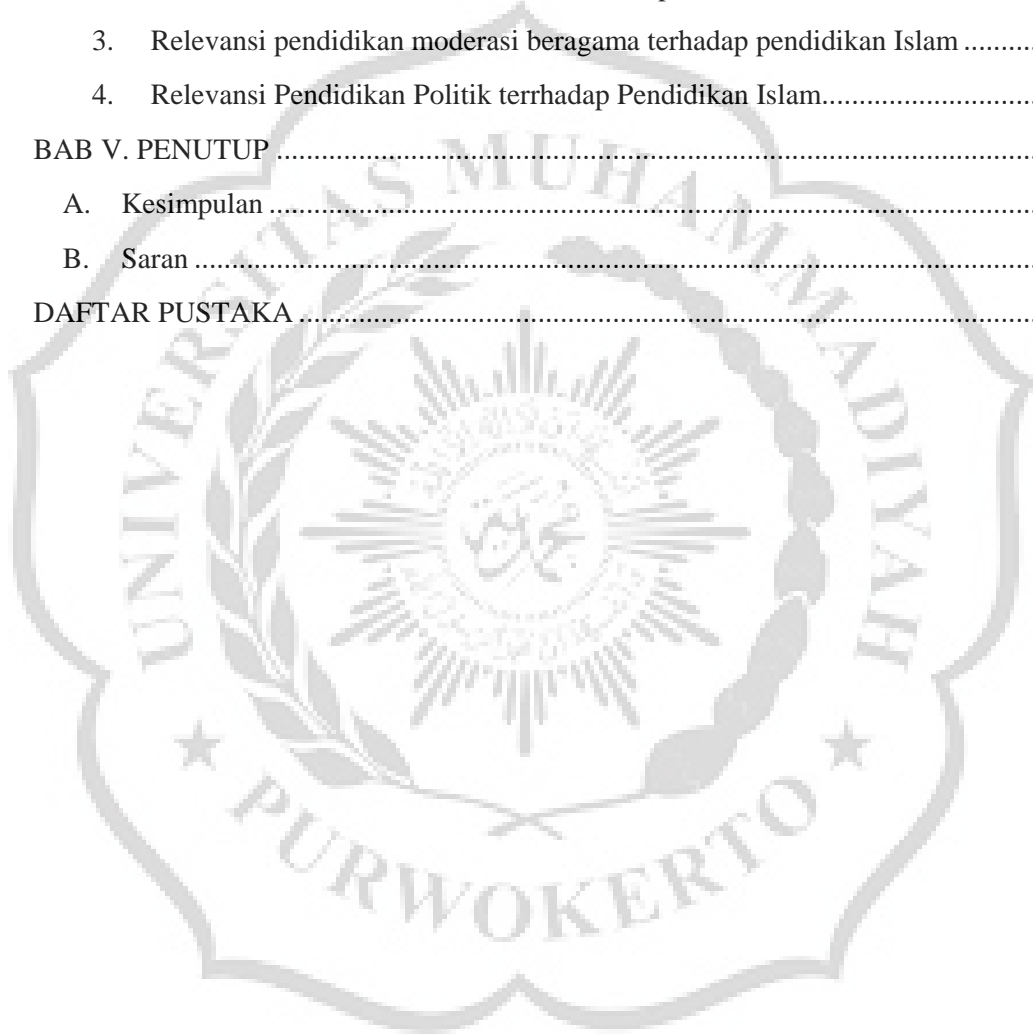 3. Relevansi pendidikan moderasi beragama terhadap pendidikan Islam ..........
4. Relevansi Pendidikan Politik terrhadap Pendidikan Islam..............................
BAB V. PENUTUP ..........................................................................................
A. Kesimpulan ..........................................................................................
B. Saran ..........................................................................................
DAFTAR PUSTAKA ..........................................................................................
UNIVERSITAS MUHAMMADIYAH
★ PURWOKERTO ★